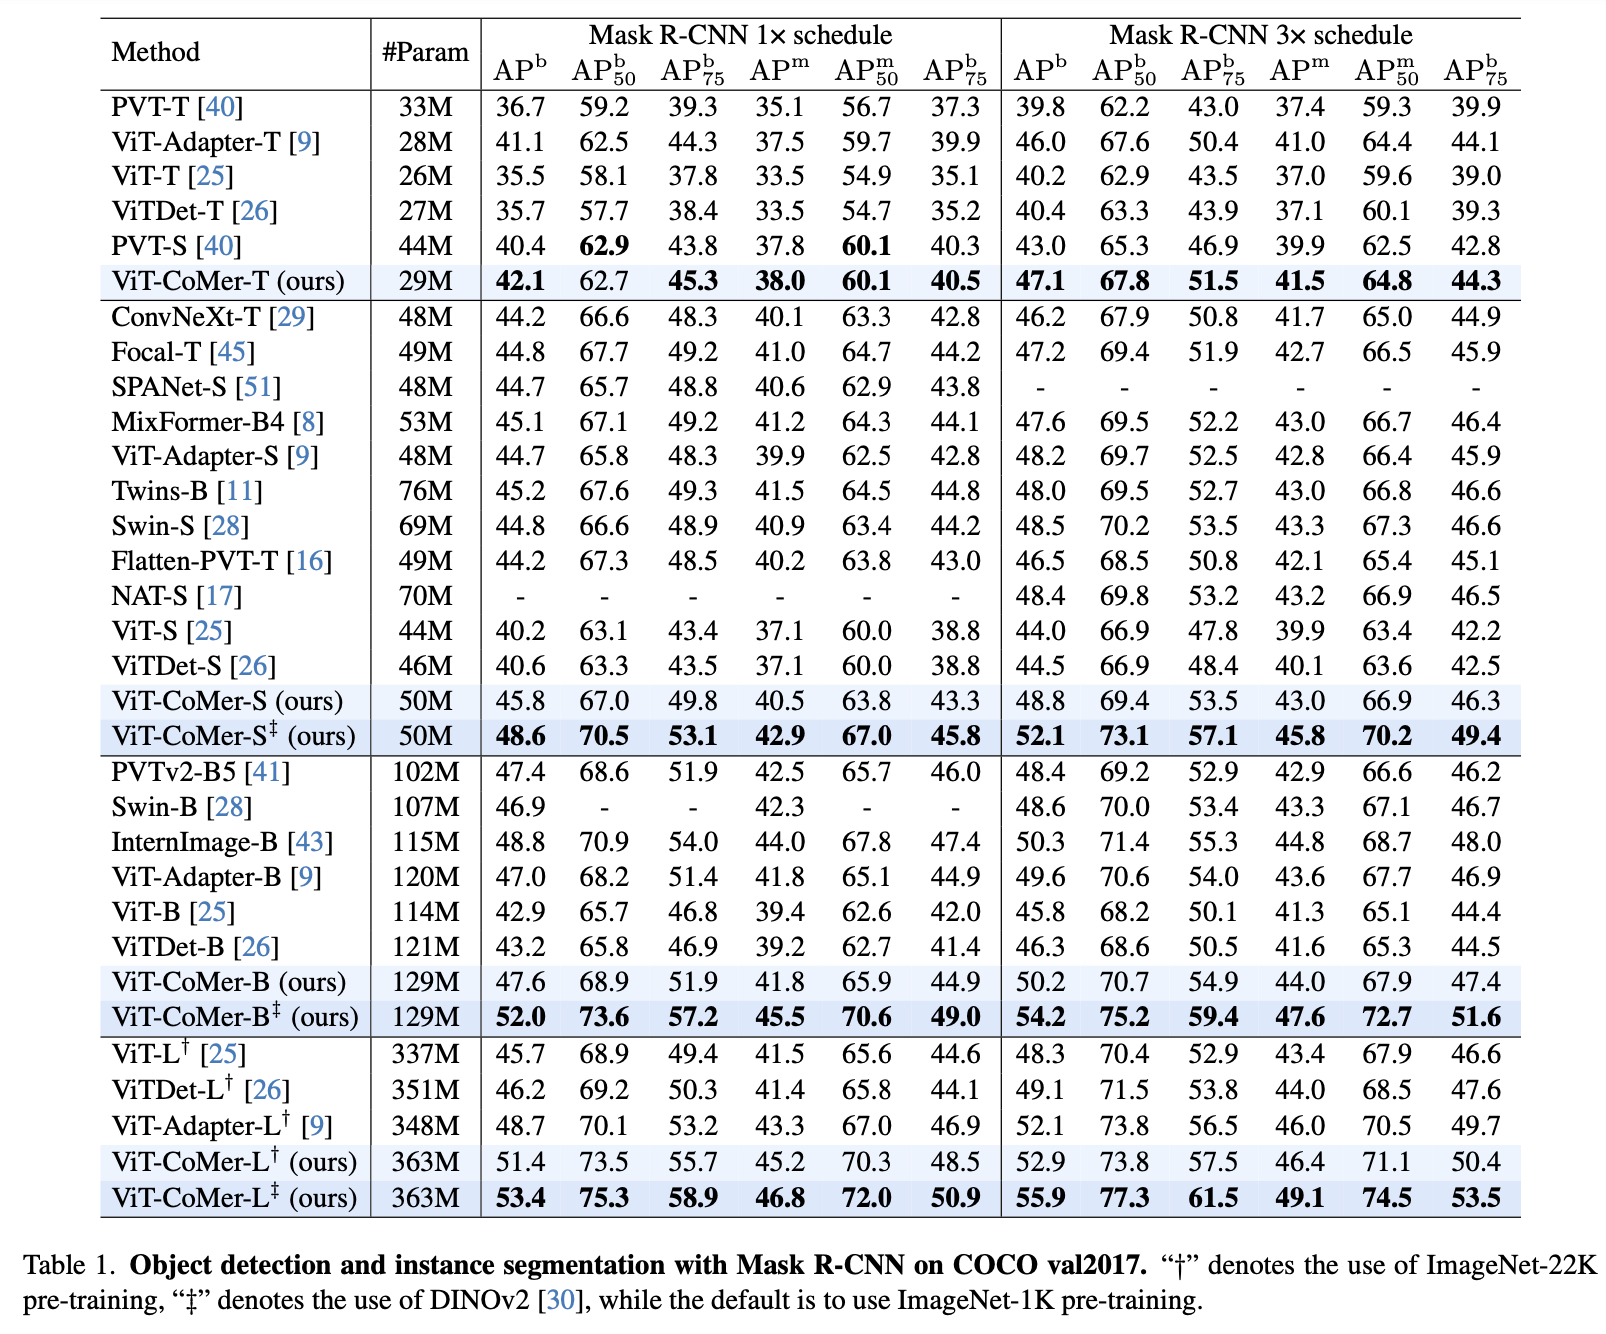 Method #Param Mask R-CNN 1× schedule Mask R-CNN 3× schedule
AP^b AP^b_50 AP^b_75 AP^m AP^m_50 AP^b_75 AP^b AP^b_50 AP^b_75 AP^m AP^m_50 AP^b_75
PVT-T [40] 33M 36.7 59.2 39.3 35.1 56.7 37.3 39.8 62.2 43.0 37.4 59.3 39.9
ViT-Adapter-T [9] 28M 41.1 62.5 44.3 37.5 59.7 39.9 46.0 67.6 50.4 41.0 64.4 44.1
ViT-T [25] 26M 35.5 58.1 37.8 33.5 54.9 35.1 40.2 62.9 43.5 37.0 59.6 39.0
ViTDet-T [26] 27M 35.7 57.7 38.4 33.5 54.7 35.2 40.4 63.3 43.9 37.1 60.1 39.3
PVT-S [40] 44M 40.4 62.9 43.8 37.8 60.1 40.3 43.0 65.3 46.9 39.9 62.5 42.8
ViT-CoMer-T (ours) 29M 42.1 62.7 45.3 38.0 60.1 40.5 47.1 67.8 51.5 41.5 64.8 44.3
ConvNeXt-T [29] 48M 44.2 66.6 48.3 40.1 63.3 42.8 46.2 67.9 50.8 41.7 65.0 44.9
Focal-T [45] 49M 44.8 67.7 49.2 41.0 64.7 44.2 47.2 69.4 51.9 42.7 66.5 45.9
SPANet-S [51] 48M 44.7 65.7 48.8 40.6 62.9 43.8 - - - - - -
MixFormer-B4 [8] 53M 45.1 67.1 49.2 41.2 64.3 44.1 47.6 69.5 52.2 43.0 66.7 46.4
ViT-Adapter-S [9] 48M 44.7 65.8 48.3 39.9 62.5 42.8 48.2 69.7 52.5 42.8 66.4 45.9
Twins-B [11] 76M 45.2 67.6 49.3 41.5 64.5 44.8 48.0 69.5 52.7 43.0 66.8 46.6
Swin-S [28] 69M 44.8 66.6 48.9 40.9 63.4 44.2 48.5 70.2 53.5 43.3 67.3 46.6
Flatten-PVT-T [16] 49M 44.2 67.3 48.5 40.2 63.8 43.0 46.5 68.5 50.8 42.1 65.4 45.1
NAT-S [17] 70M - - - - - - 48.4 69.8 53.2 43.2 66.9 46.5
ViT-S [25] 44M 40.2 63.1 43.4 37.1 60.0 38.8 44.0 66.9 47.8 39.9 63.4 42.2
ViTDet-S [26] 46M 40.6 63.3 43.5 37.1 60.0 38.8 44.5 66.9 48.4 40.1 63.6 42.5
ViT-CoMer-S (ours) 50M 45.8 67.0 49.8 40.5 63.8 43.3 48.8 69.4 53.5 43.0 66.9 46.3
ViT-CoMer-S‡ (ours) 50M 48.6 70.5 53.1 42.9 67.0 45.8 52.1 73.1 57.1 45.8 70.2 49.4
PVTv2-B5 [41] 102M 47.4 68.6 51.9 42.5 65.7 46.0 48.4 69.2 52.9 42.9 66.6 46.2
Swin-B [28] 107M 46.9 - - 42.3 - - 48.6 70.0 53.4 43.3 67.1 46.7
InternImage-B [43] 115M 48.8 70.9 54.0 44.0 67.8 47.4 50.3 71.4 55.3 44.8 68.7 48.0
ViT-Adapter-B [9] 120M 47.0 68.2 51.4 41.8 65.1 44.9 49.6 70.6 54.0 43.6 67.7 46.9
ViT-B [25] 114M 42.9 65.7 46.8 39.4 62.6 42.0 45.8 68.2 50.1 41.3 65.1 44.4
ViTDet-B [26] 121M 43.2 65.8 46.9 39.2 62.7 41.4 46.3 68.6 50.5 41.6 65.3 44.5
ViT-CoMer-B (ours) 129M 47.6 68.9 51.9 41.8 65.9 44.9 50.2 70.7 54.9 44.0 67.9 47.4
ViT-CoMer-B‡ (ours) 129M 52.0 73.6 57.2 45.5 70.6 49.0 54.2 75.2 59.4 47.6 72.7 51.6
ViT-L† [25] 337M 45.7 68.9 49.4 41.5 65.6 44.6 48.3 70.4 52.9 43.4 67.9 46.6
ViTDet-L† [26] 351M 46.2 69.2 50.3 41.4 65.8 44.1 49.1 71.5 53.8 44.0 68.5 47.6
ViT-Adapter-L† [9] 348M 48.7 70.1 53.2 43.3 67.0 46.9 52.1 73.8 56.5 46.0 70.5 49.7
ViT-CoMer-L† (ours) 363M 51.4 73.5 55.7 45.2 70.3 48.5 52.9 73.8 57.5 46.4 71.1 50.4
ViT-CoMer-L‡ (ours) 363M 53.4 75.3 58.9 46.8 72.0 50.9 55.9 77.3 61.5 49.1 74.5 53.5
Table 1. Object detection and instance segmentation with Mask R-CNN on COCO val2017. “†” denotes the use of ImageNet-22K
pre-training, “‡” denotes the use of DINOv2 [30], while the default is to use ImageNet-1K pre-training.